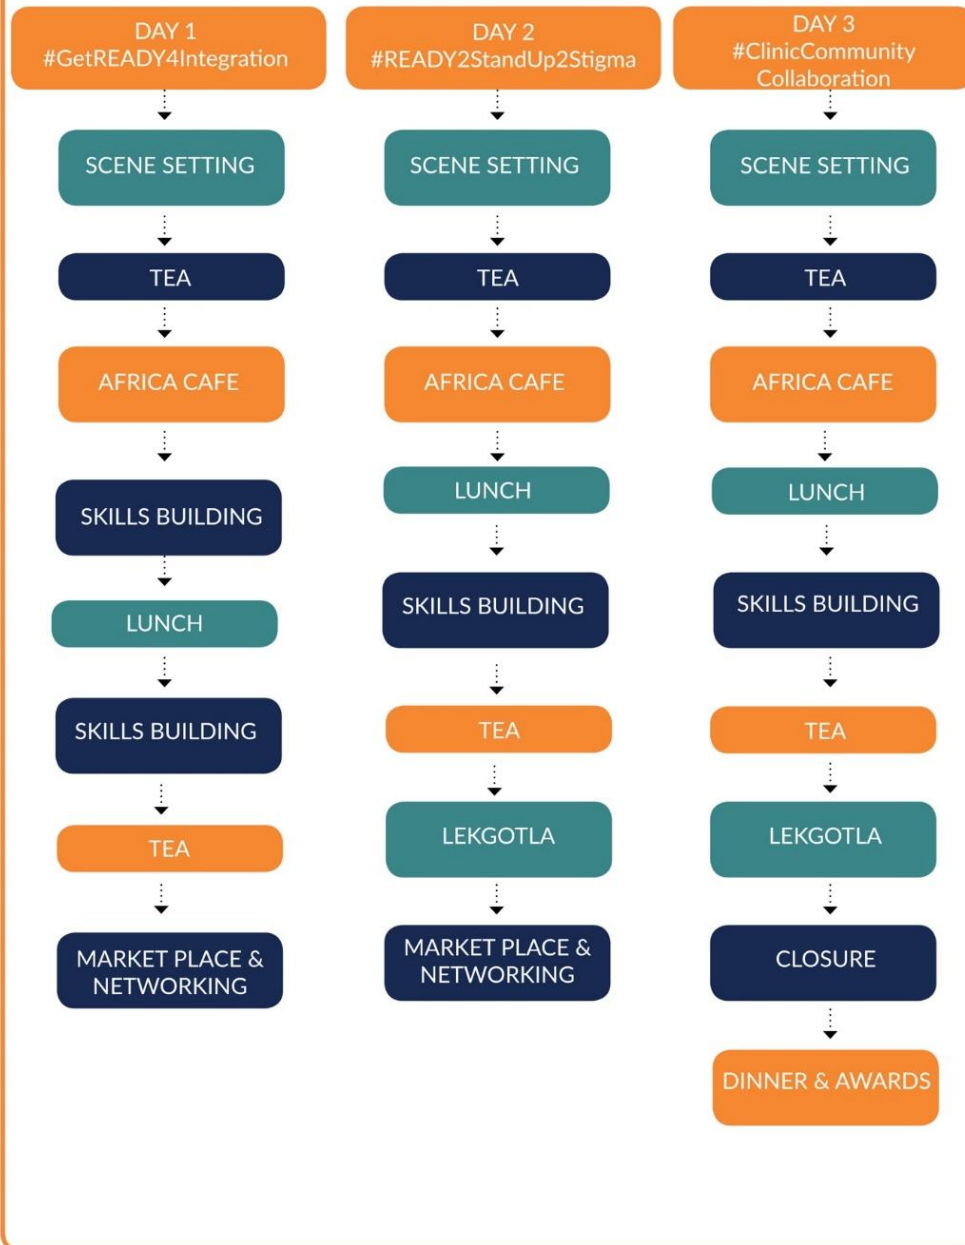 DAY 1
#GetREADY4Integration
SCENE SETTING
TEA
AFRICA CAFE
SKILLS BUILDING
LUNCH
SKILLS BUILDING
TEA
MARKET PLACE &
NETWORKING
DAY 2
#READY2StandUp2Stigma
SCENE SETTING
TEA
AFRICA CAFE
LUNCH
SKILLS BUILDING
TEA
LEKGOTLA
MARKET PLACE &
NETWORKING
DAY 3
#ClinicCommunity
Collaboration
SCENE SETTING
TEA
AFRICA CAFE
LUNCH
SKILLS BUILDING
TEA
LEKGOTLA
CLOSURE
DINNER & AWARDS